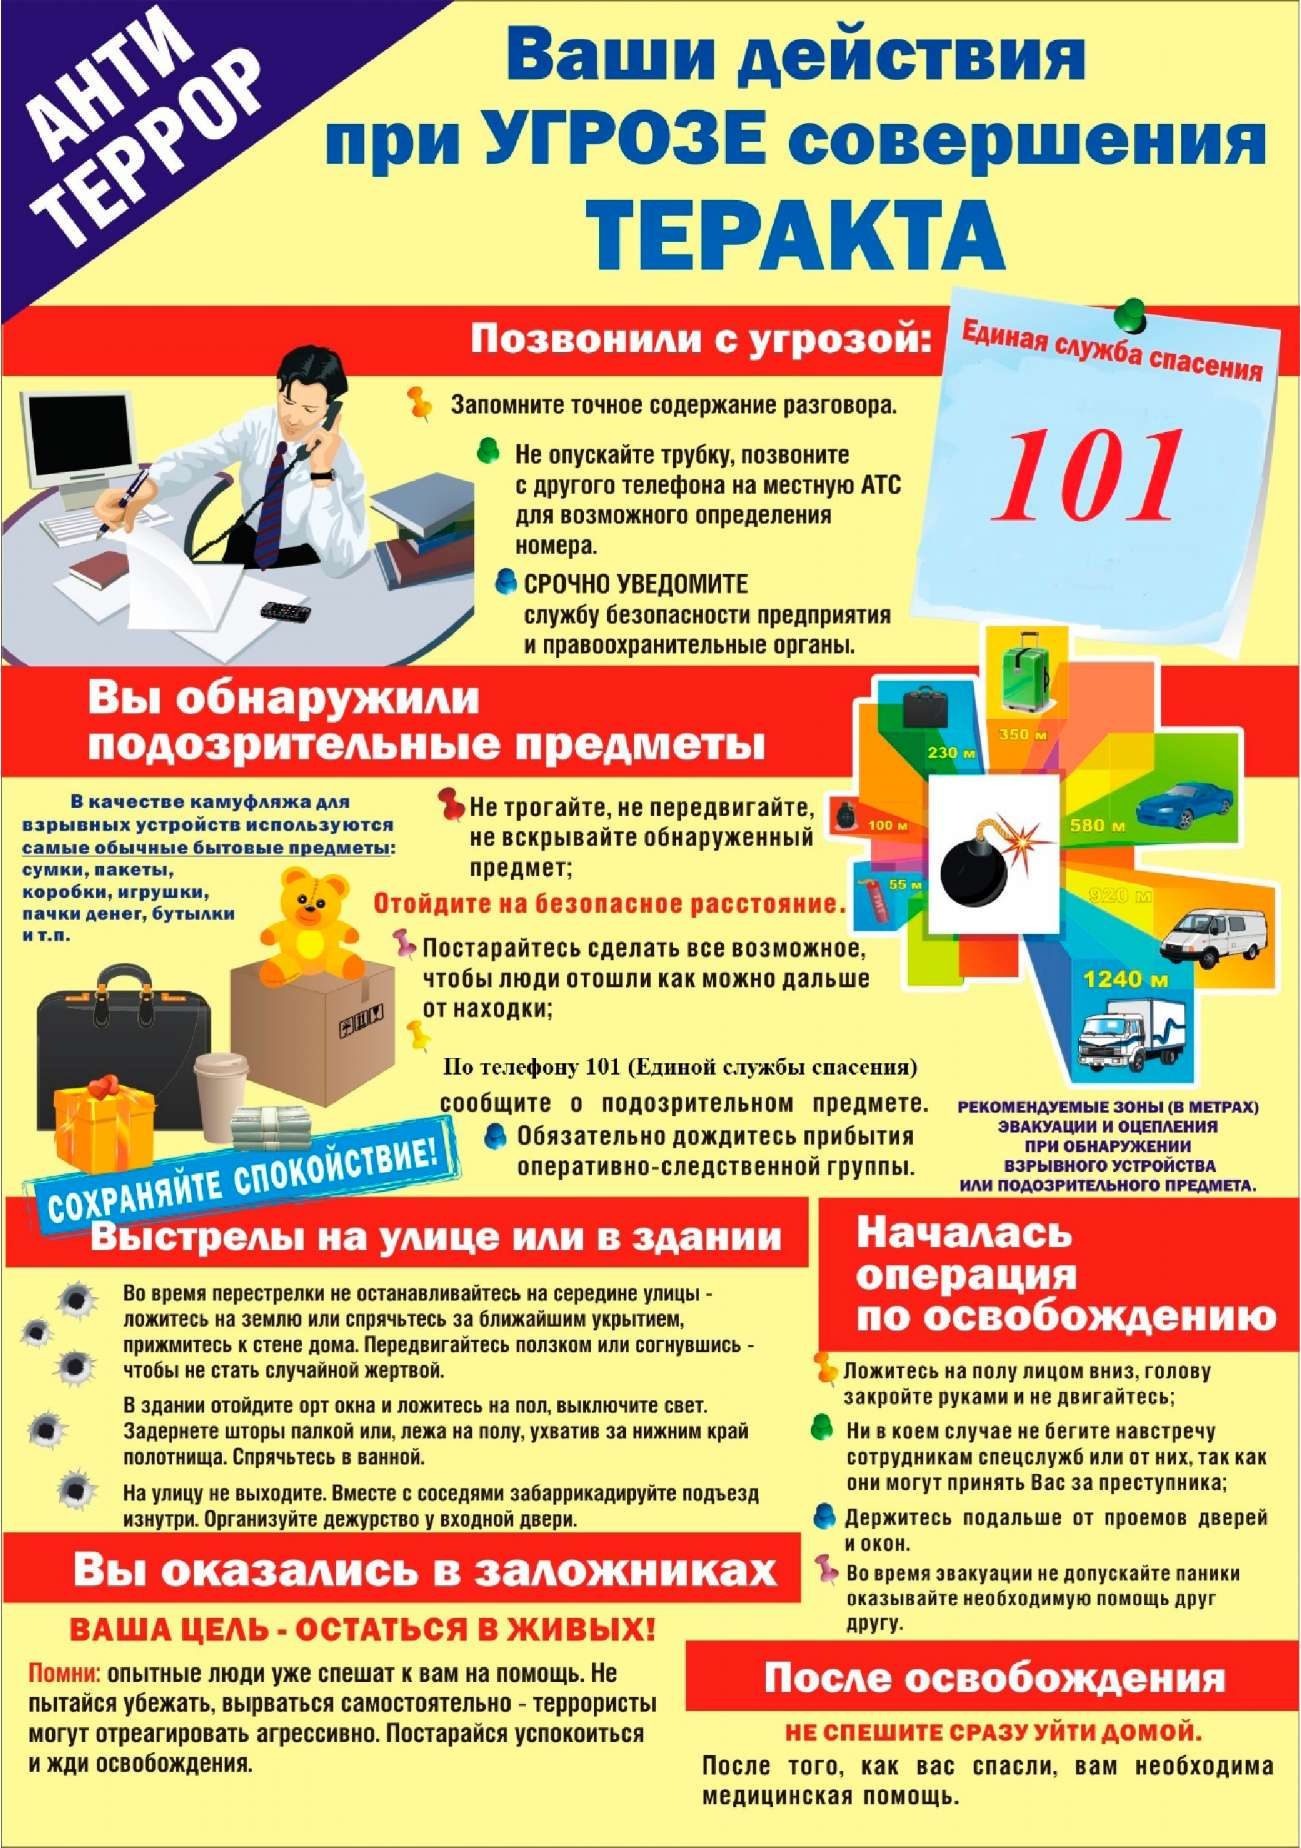 АНТИ
ТЕРРОР
Ваши действия
при УГРОЗЕ совершения
ТЕРАКТА
Позвонили с угрозой:
Единая служба спасения
101
Запомните точное содержание разговора.
Не опускайте трубку, позвоните
с другого телефона на местную АТС
для возможного определения
номера.
СРОЧНО УВЕДОМИТЕ
службу безопасности предприятия
и правоохранительные органы.
Вы обнаружили
подозрительные предметы
В качестве камуфляжа для
взрывных устройств используются
самые обычные бытовые предметы:
сумки, пакеты,
коробки, игрушки,
пачки денег, бутылки
и т.п.
Не трогайте, не передвигайте,
не вскрывайте обнаруженный
предмет;
Отойдите на безопасное расстояние.
Постарайтесь сделать все возможное,
чтобы люди отошли как можно дальше
от находки;
По телефону 101 (Единой службы спасения)
сообщите о подозрительном предмете.
Обязательно дождитесь прибытия
оперативно-следственной группы.
СОХРАНЯЙТЕ СПОКОЙСТВИЕ!
350 м
230 м
100 м
580 м
55 м
920 м
1240 м
РЕКОМЕНДУЕМЫЕ ЗОНЫ (В МЕТРАХ)
ЭВАКУАЦИИ И ОЦЕПЛЕНИЯ
ПРИ ОБНАРУЖЕНИИ
ВЗРЫВНОГО УСТРОЙСТВА
ИЛИ ПОДОЗРИТЕЛЬНОГО ПРЕДМЕТА.
Выстрелы на улице или в здании
Во время перестрелки не останавливайтесь на середине улицы -
ложитесь на землю или спрячьтесь за ближайшим укрытием,
прижмитесь к стене дома. Передвигайтесь ползком или согнувшись -
чтобы не стать случайной жертвой.
В здании отойдите орт окна и ложитесь на пол, выключите свет.
Задернете шторы палкой или, лежа на полу, ухватив за нижним край
полотнища. Спрячьтесь в ванной.
На улицу не выходите. Вместе с соседями забаррикадируйте подъезд
изнутри. Организуйте дежурство у входной двери.
Началась
операция
по освобождению
Ложитесь на полу лицом вниз, голову
закройте руками и не двигайтесь;
Ни в коем случае не бегите навстречу
сотрудникам спецслужб или от них, так как
они могут принять Вас за преступника;
Держитесь подальше от проемов дверей
и окон.
Во время эвакуации не допускайте паники
оказывайте необходимую помощь друг
другу.
Вы оказались в заложниках
ВАША ЦЕЛЬ - ОСТАТЬСЯ В ЖИВЫХ!
Помни: опытные люди уже спешат к вам на помощь. Не
пытайся убежать, вырваться самостоятельно - террористы
могут отреагировать агрессивно. Постарайся успокоиться
и жди освобождения.
После освобождения
НЕ СПЕШИТЕ СРАЗУ УЙТИ ДОМОЙ.
После того, как вас спасли, вам необходима
медицинская помощь.